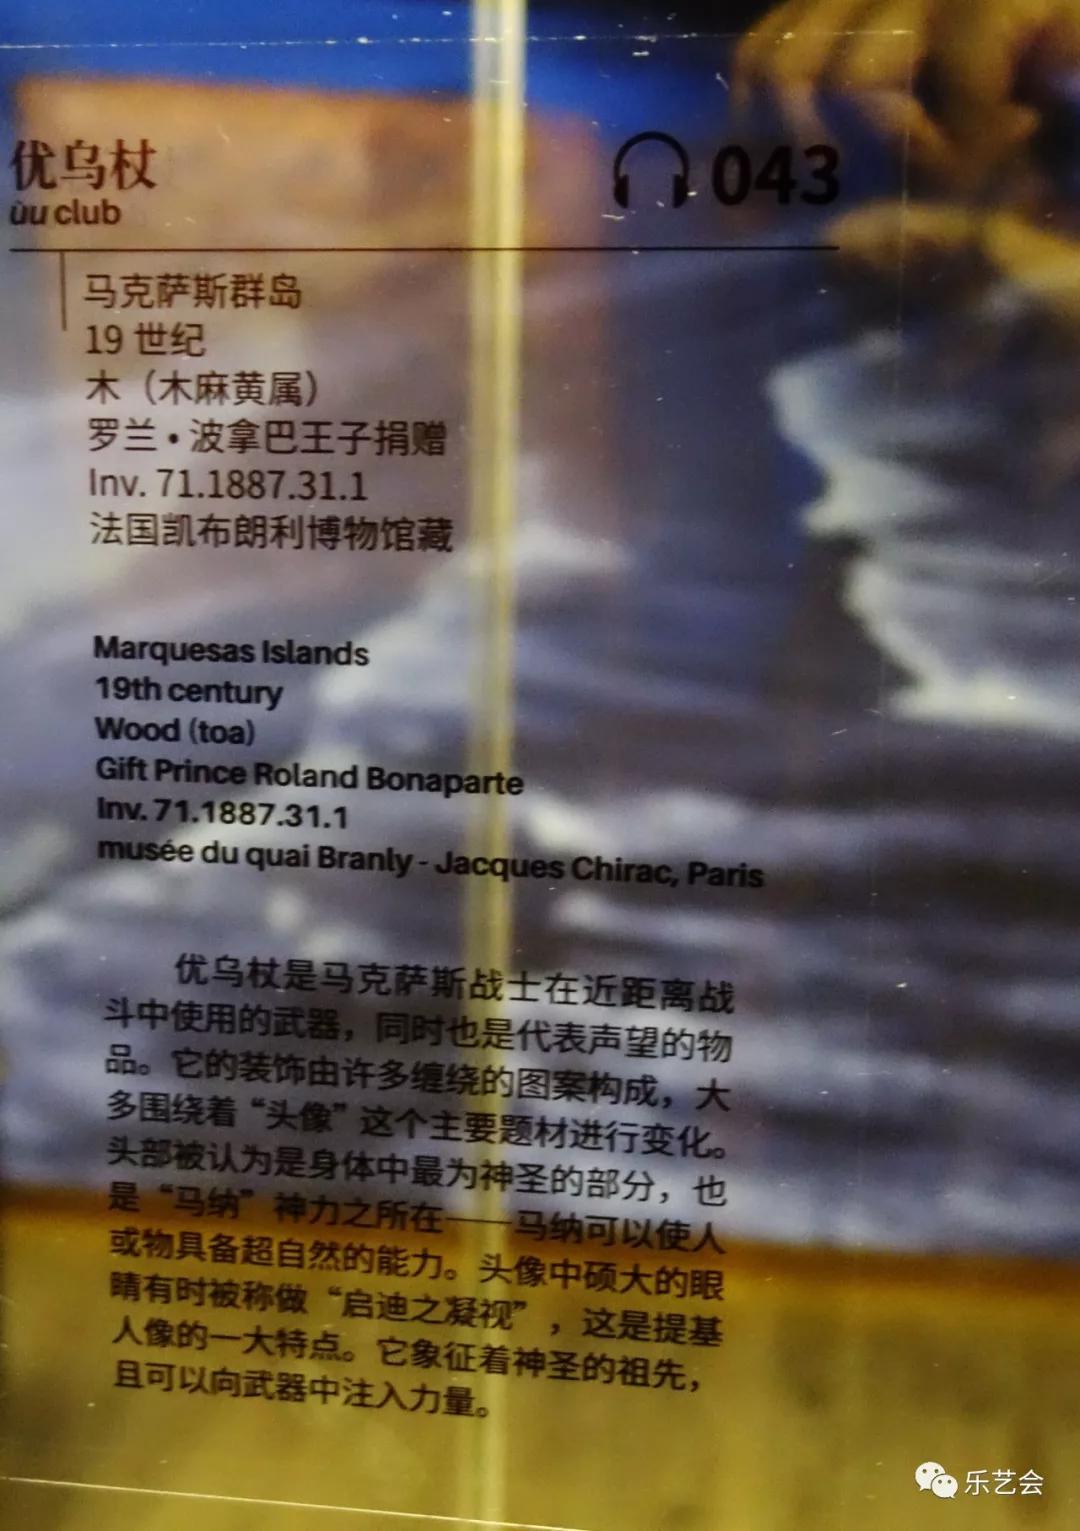 优乌杖
ùu club
043
马克萨斯群岛
19 世纪
木（木麻黄属）
罗兰·波拿巴王子捐赠
Inv. 71.1887.31.1
法国凯布朗利博物馆藏
Marquesas Islands
19th century
Wood (toa)
Gift Prince Roland Bonaparte
Inv. 71.1887.31.1
musée du quai Branly - Jacques Chirac, Paris
优乌杖是马克萨斯战士在近距离战
斗中使用的武器，同时也是代表声望的物
品。它的装饰由许多缠绕的图案构成，大
多围绕着“头像”这个主要题材进行变化。
头部被认为是身体中最为神圣的部分，也
是“马纳”神力之所在——马纳可以使人
或物具备超自然的能力。头像中硕大的眼
睛有时被称做“启迪之凝视”，这是提基
人像的一大特点。它象征着神圣的祖先，
且可以向武器中注入力量。
乐艺会